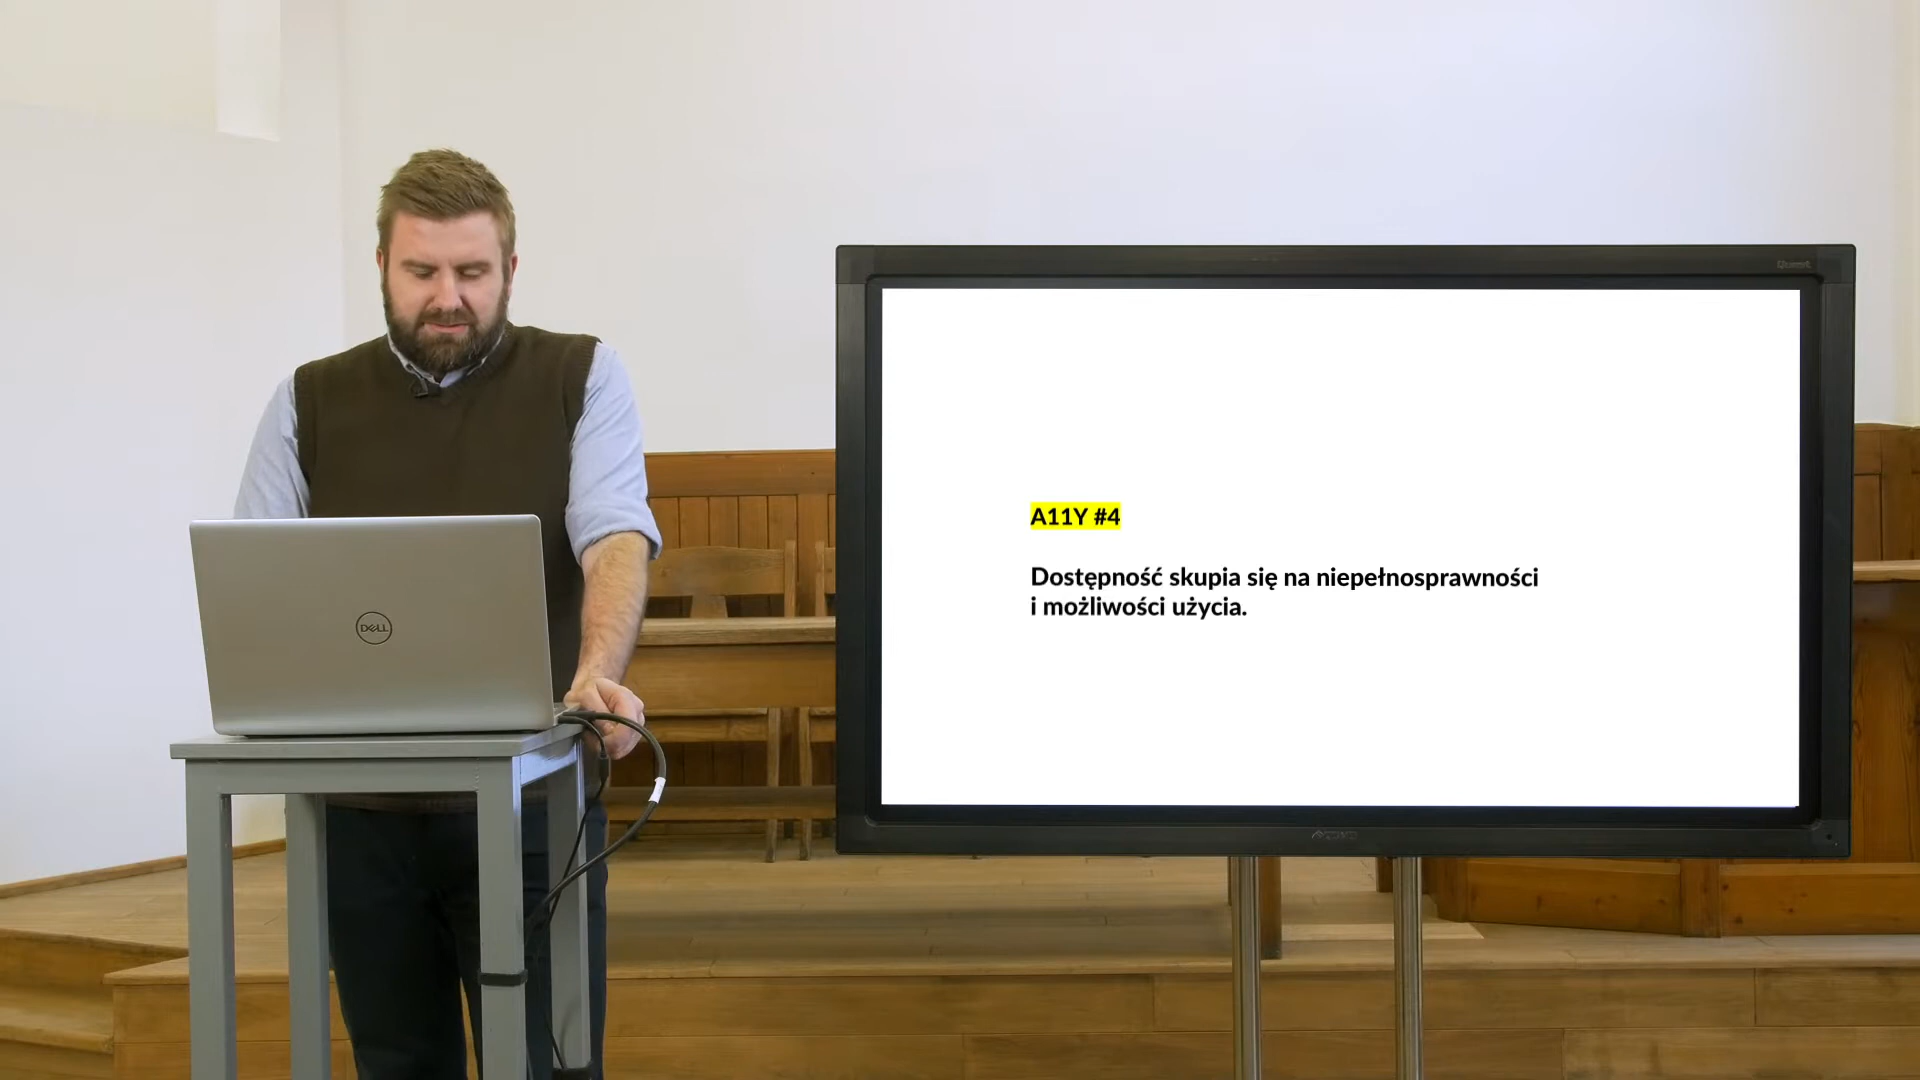 A11Y #4
Dostępność skupia się na niepełnosprawności
i możliwości użycia.
DELL